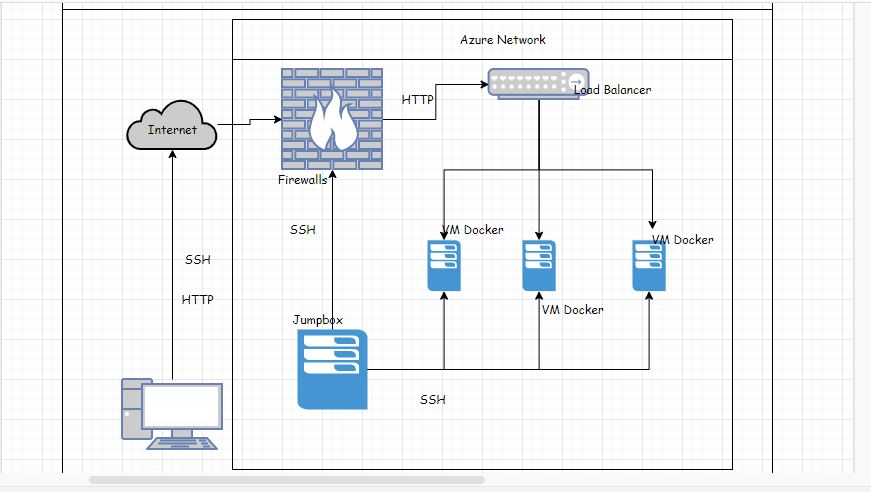 Azure Network
HTTP
Load Balancer
Internet
Firewalls
SSH
VM Docker
VM Docker
SSH
HTTP
VM Docker
Jumpbox
SSH